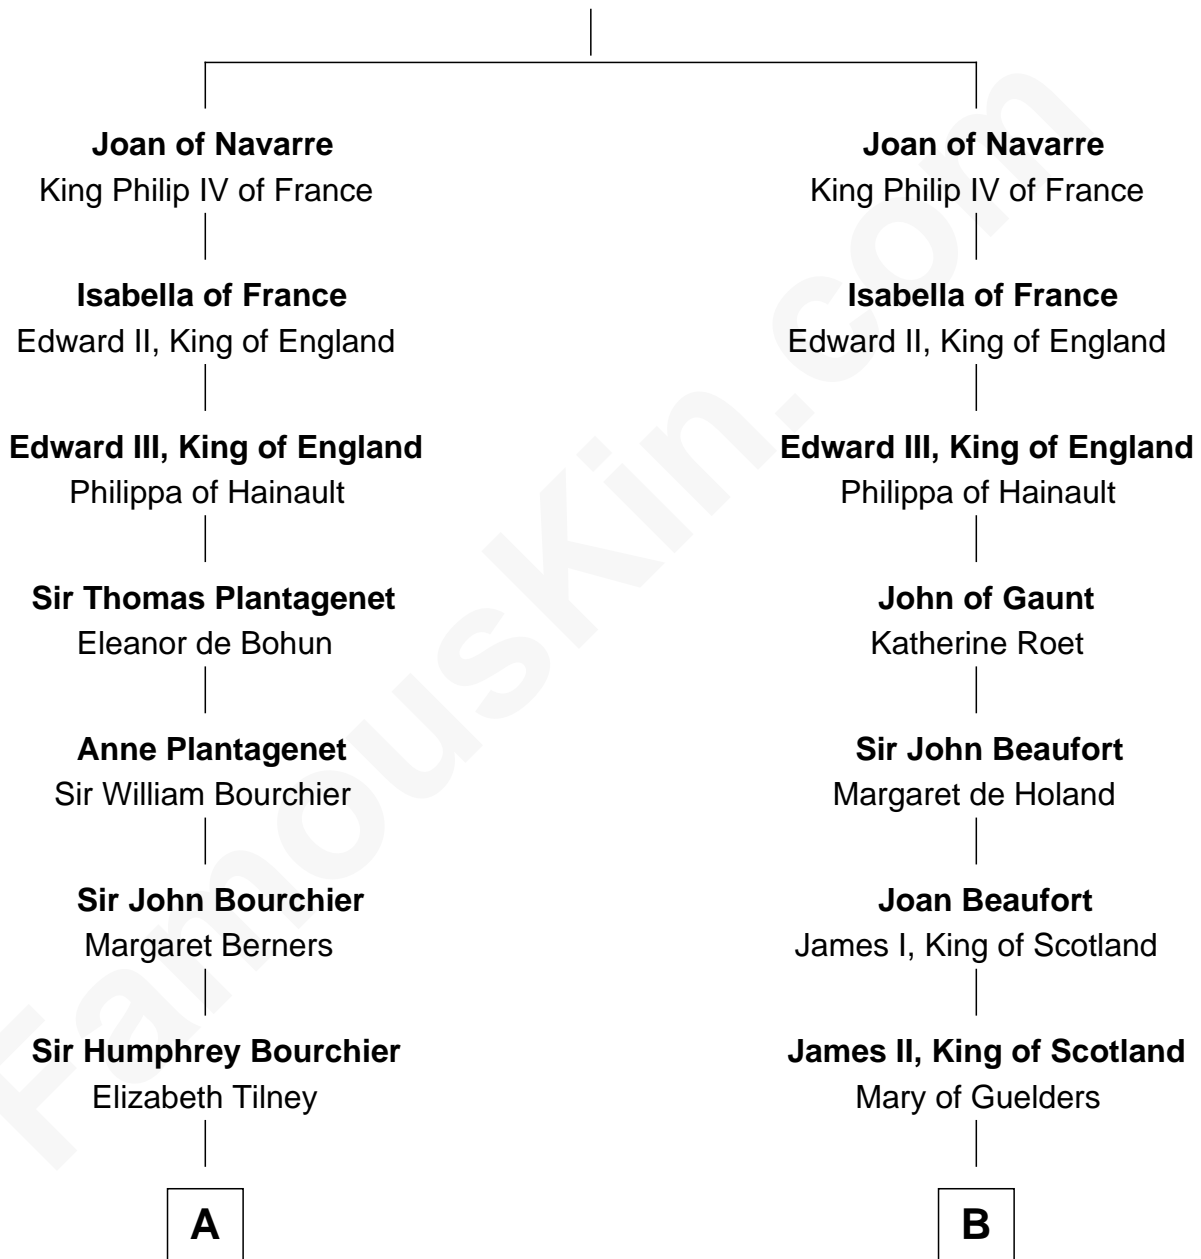 Joan of Navarre
King Philip IV of France
Isabella of France
Edward II, King of England
Edward III, King of England
Philippa of Hainault
Sir Thomas Plantagenet
Eleanor de Bohun
Anne Plantagenet
Sir William Bourchier
Sir John Bourchier
Margaret Berners
Sir Humphrey Bourchier
Elizabeth Tilney
A
Joan of Navarre
King Philip IV of France
Isabella of France
Edward II, King of England
Edward III, King of England
Philippa of Hainault
John of Gaunt
Katherine Roet
Sir John Beaufort
Margaret de Holand
Joan Beaufort
James I, King of Scotland
James II, King of Scotland
Mary of Guelders
B
FamousKin.com